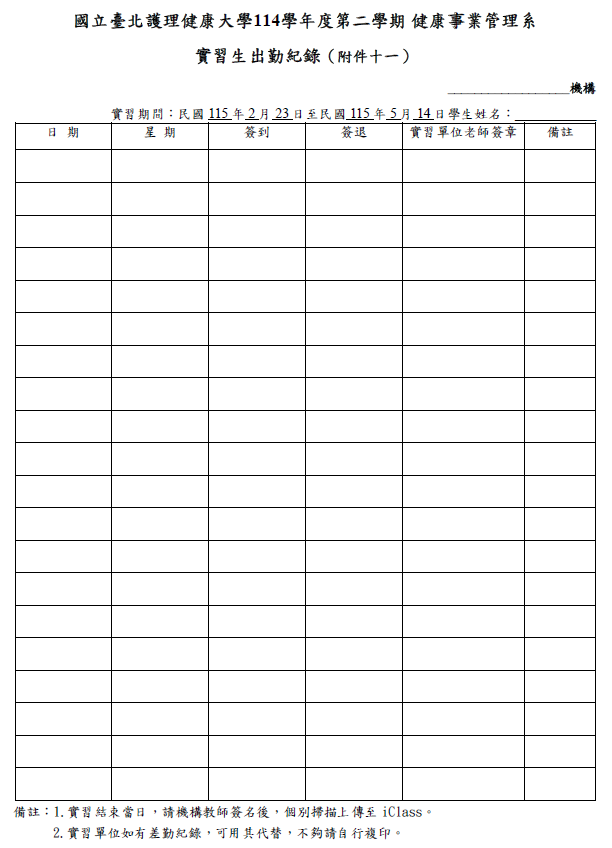 國立臺北護理健康大學114學年度第二學期 健康事業管理系
實習生出勤紀錄（附件十一）
__________________機構
實習期間：民國 115 年 2 月 23 日至民國 115 年 5 月 14 日學生姓名：____________
日 期 星 期 簽到 簽退 實習單位老師簽章 備註
備註：1.實習結束當日，請機構教師簽名後，個別掃描上傳至 iClass。
2.實習單位如有差勤紀錄，可用其代替，不夠請自行複印。